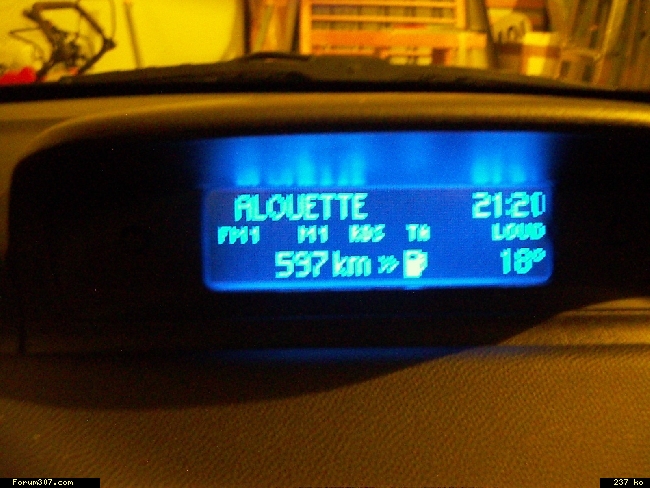 ALOUETTE 21:20
FM1 M1 RDS TA LOUD
597 km » 18°
Forum307.com 237 ko